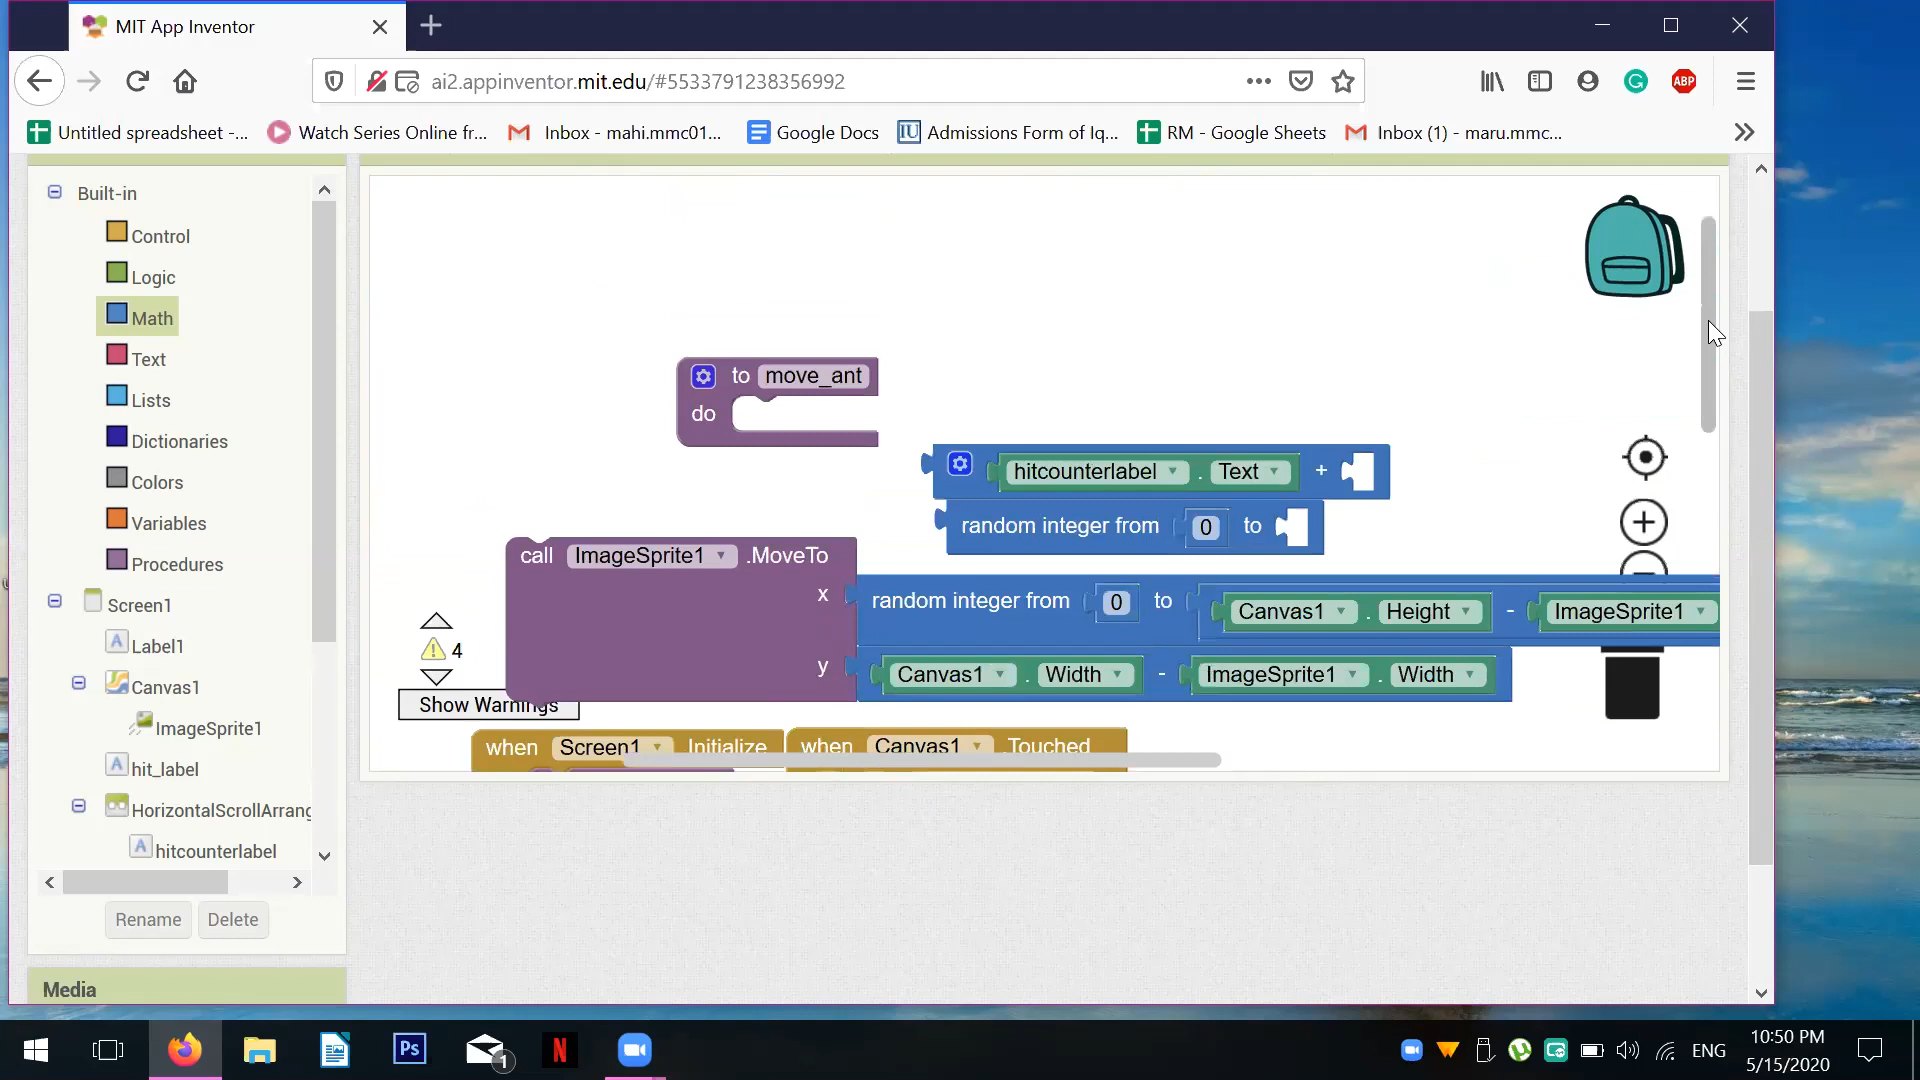 MIT App Inventor
ai2.appinventor.mit.edu/#5533791238356992
Untitled spreadsheet -...
Watch Series Online fr...
Inbox - mahi.mmc01...
Google Docs
IU Admissions Form of Iq...
RM - Google Sheets
Inbox (1) - maru.mmc...
ABP
Built-in
Control
Logic
Math
Text
Lists
Dictionaries
Colors
Variables
Procedures
Screen1
Label1
Canvas1
ImageSprite1
hit_label
HorizontalScrollArrang
hitcounterlabel
Rename
Delete
Media
to move_ant
do
hitcounterlabel . Text +
random integer from 0 to
call ImageSprite1 .MoveTo
x random integer from 0 to Canvas1 . Height - ImageSprite1
y Canvas1 . Width - ImageSprite1 . Width
4
Show Warnings
when Screen1 .Initialize
when Canvas1 .Touched
Ps
1
N
ENG
10:50 PM
5/15/2020